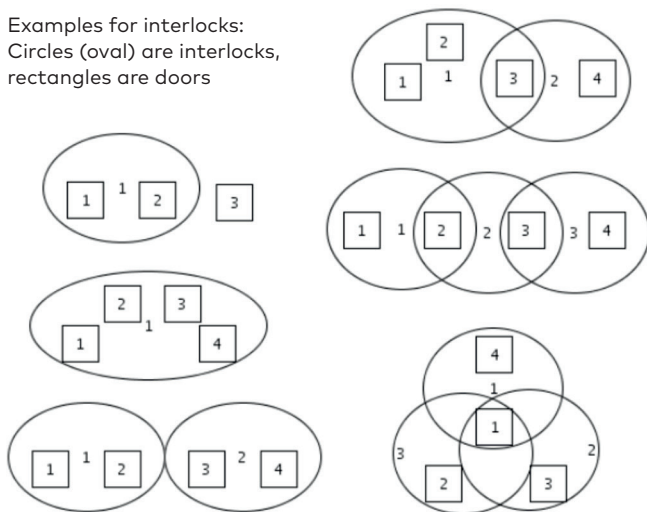 Examples for interlocks:
Circles (oval) are interlocks,
rectangles are doors
2
1 1 3 2 4
1 1 2 3
1 1 2 2 3 3 4
2 3
1
1 4
4
1
1
3 2
2 3
1 1 2 3 2 4